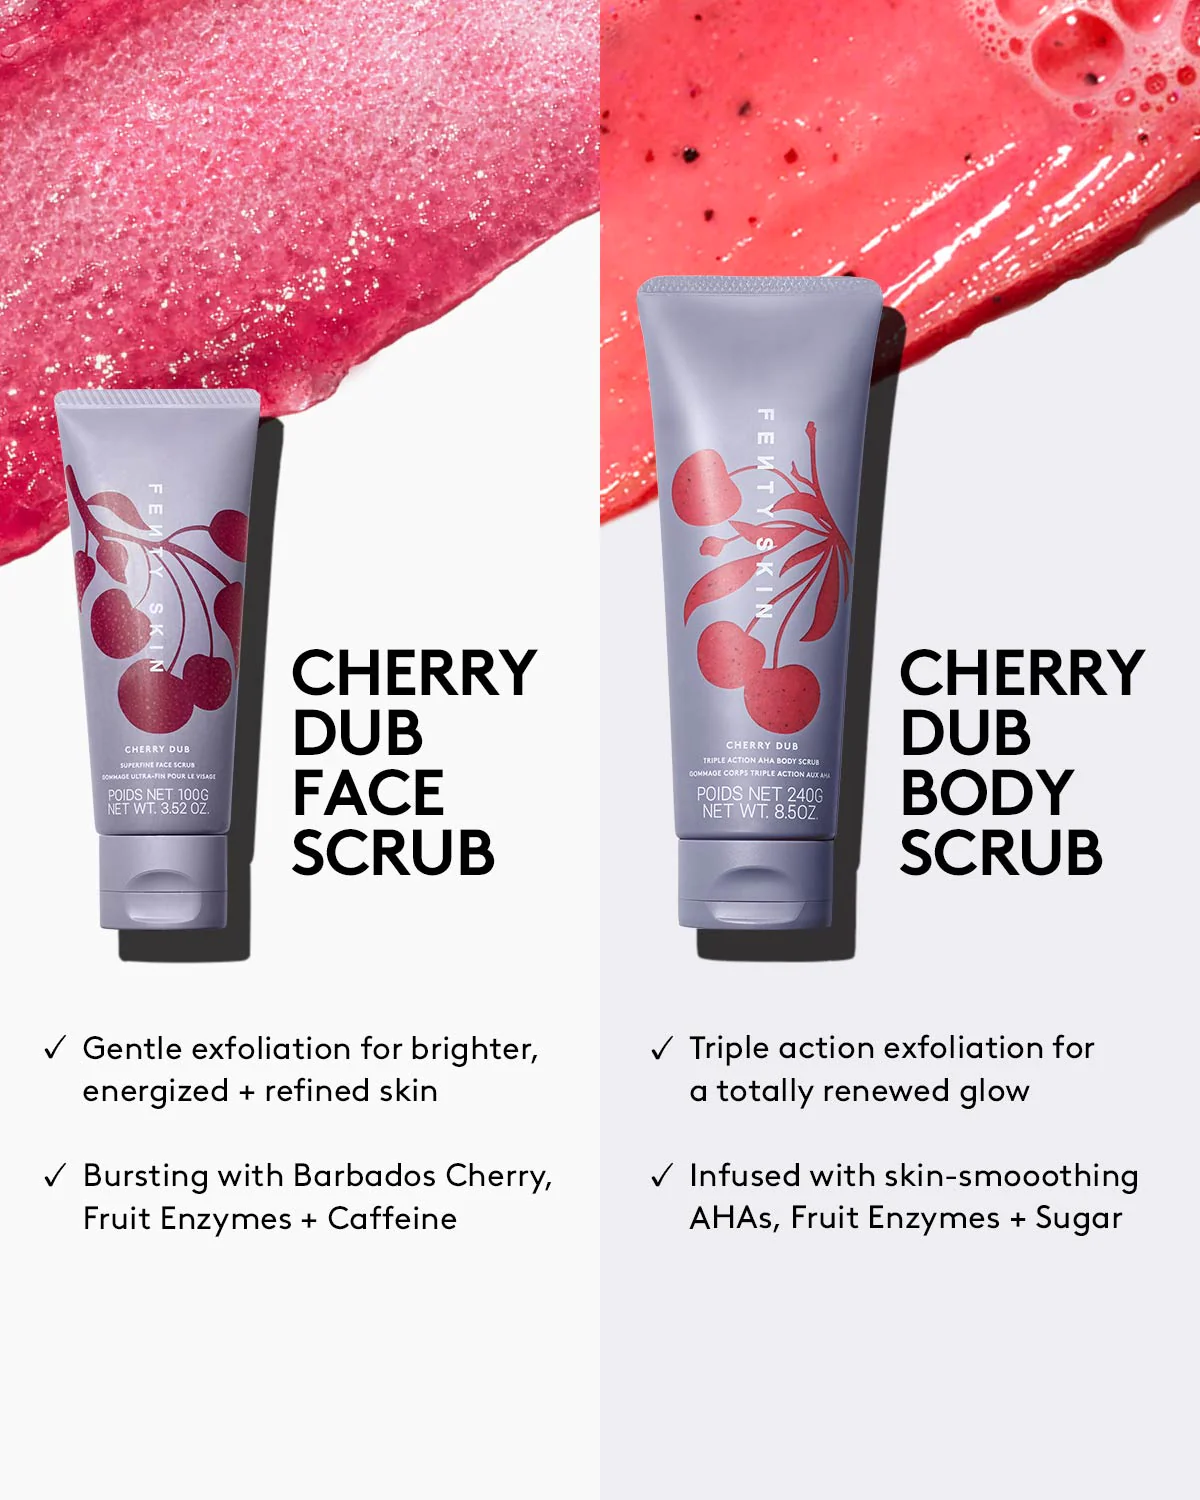 FENTY SKIN
CHERRY DUB
SUPERFINE FACE SCRUB
GOMMAGE ULTRA-FIN POUR LE VISAGE
POIDS NET 100G
NET WT. 3.52 OZ.
CHERRY
DUB
FACE
SCRUB
✓ Gentle exfoliation for brighter,
energized + refined skin
✓ Bursting with Barbados Cherry,
Fruit Enzymes + Caffeine
FENTY SKIN
CHERRY DUB
TRIPLE ACTION AHA BODY SCRUB
GOMMAGE CORPS TRIPLE ACTION AUX AHA
POIDS NET 240G
NET WT. 8.5OZ.
CHERRY
DUB
BODY
SCRUB
✓ Triple action exfoliation for
a totally renewed glow
✓ Infused with skin-smooothing
AHAs, Fruit Enzymes + Sugar